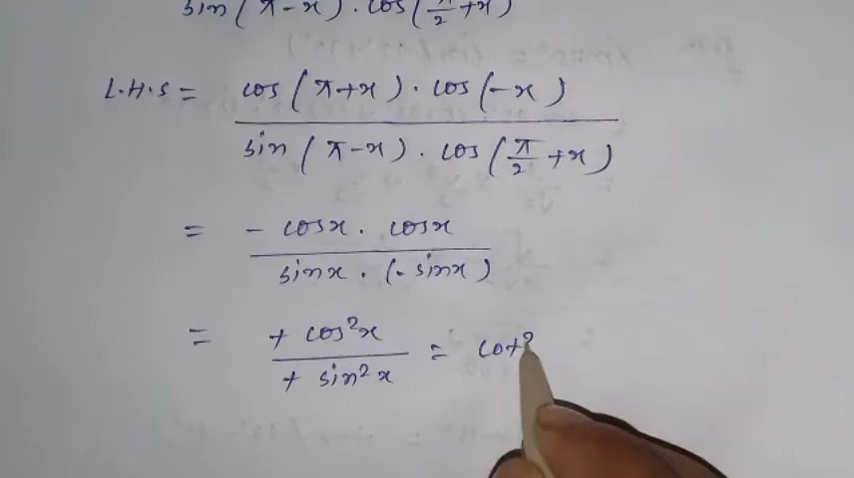 sin(π-x). cos(π/2+x)
L.H.S = cos(π+x). cos(-x)
sin(π-x). cos(π/2+x)
= - cosx. cosx
sinx. (-sinx)
= + cos²x
+ sin²x
= cot²